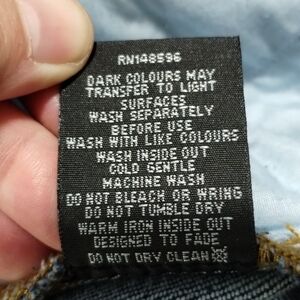 RN148596
DARK COLOURS MAY
TRANSFER TO LIGHT
SURFACES
WASH SEPARATELY
BEFORE USE
WASH WITH LIKE COLOURS
WASH INSIDE OUT
COLD GENTLE
MACHINE WASH
DO NOT BLEACH OR WRING
DO NOT TUMBLE DRY
WARM IRON INSIDE OUT
DESIGNED TO FADE
DO NOT DRY CLEAN